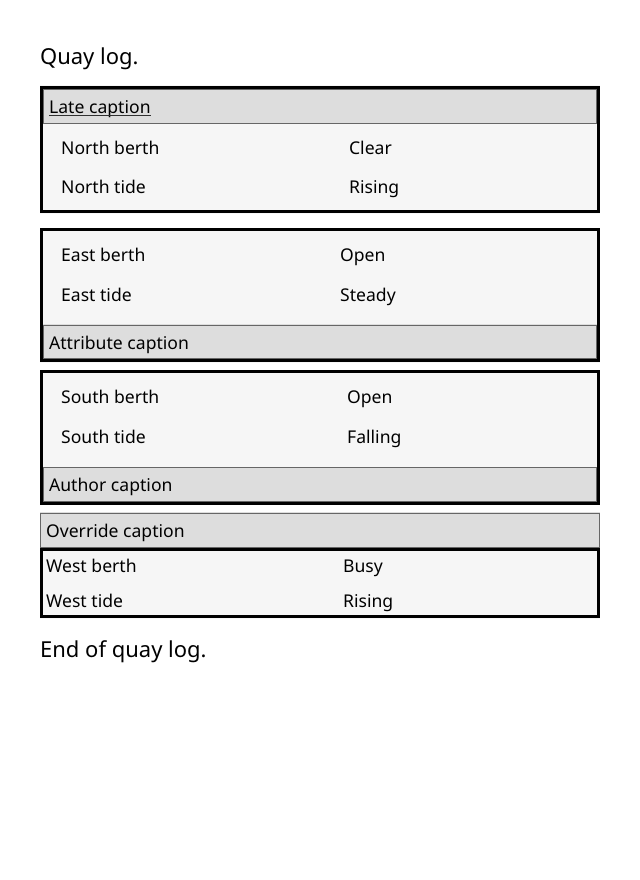 Quay log.
Late caption
North berth Clear
North tide Rising
East berth Open
East tide Steady
Attribute caption
South berth Open
South tide Falling
Author caption
Override caption
West berth Busy
West tide Rising
End of quay log.